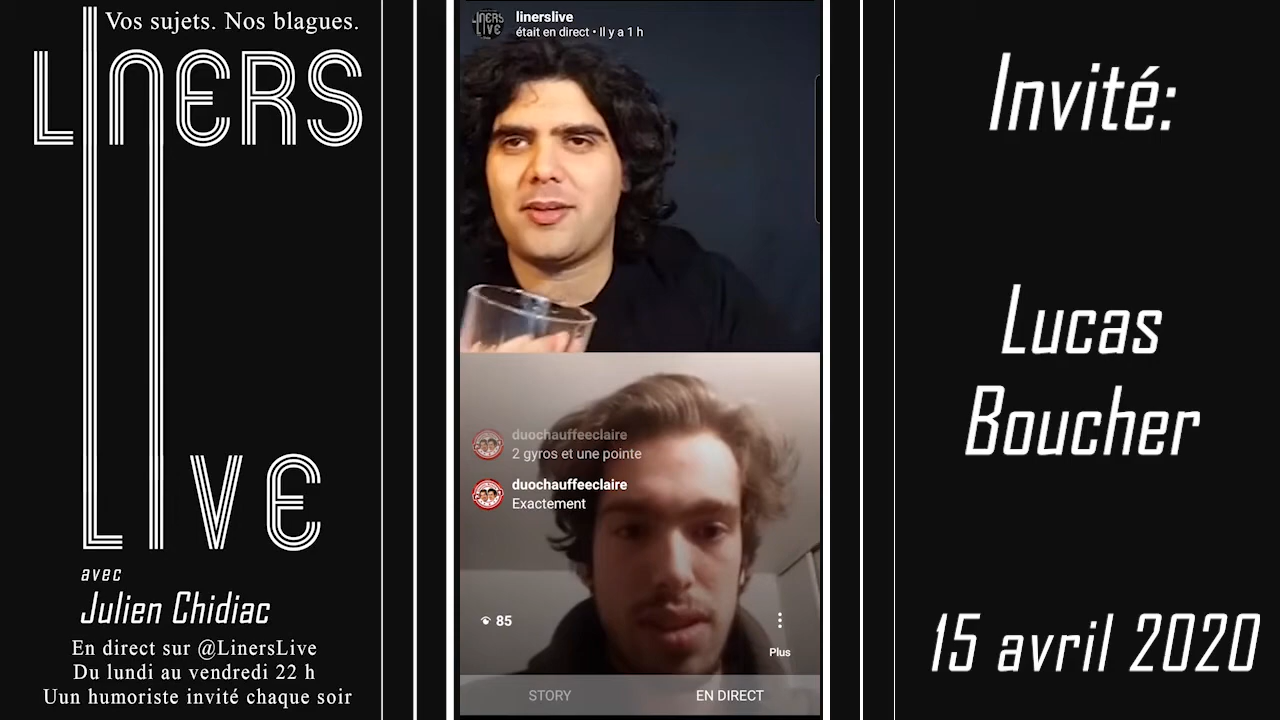 Vos sujets. Nos blagues.
LINERS
LIVE
avec
Julien Chidiac
En direct sur @LinersLive
Du lundi au vendredi 22 h
Uun humoriste invité chaque soir
LINERS
LIVE
linerslive
était en direct • Il y a 1 h
duochauffeeclaire
2 gyros et une pointe
duochauffeeclaire
Exactement
85
Plus
STORY
EN DIRECT
Invité:
Lucas
Boucher
15 avril 2020